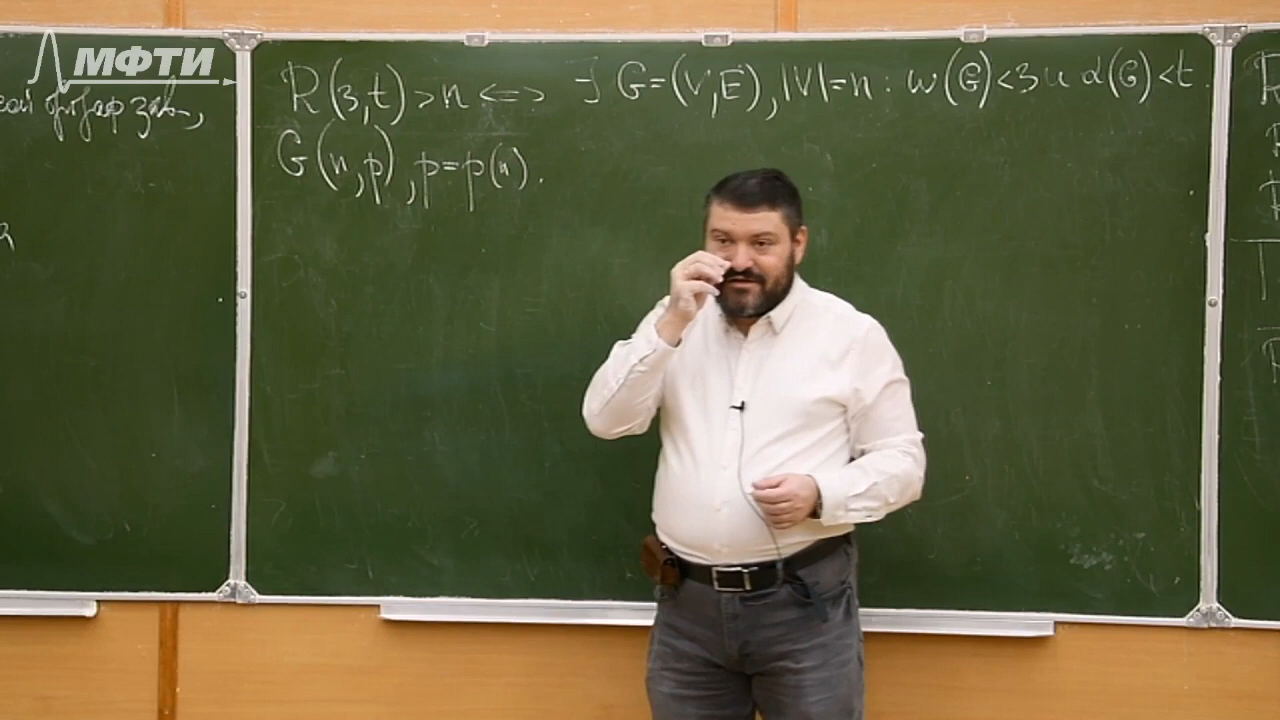 МФТИ
R(3,t)>n <=> ∃ G=(V,E), |V|=n : ω(G)<3 и α(G)<t.
G(n,p), p=p(n).